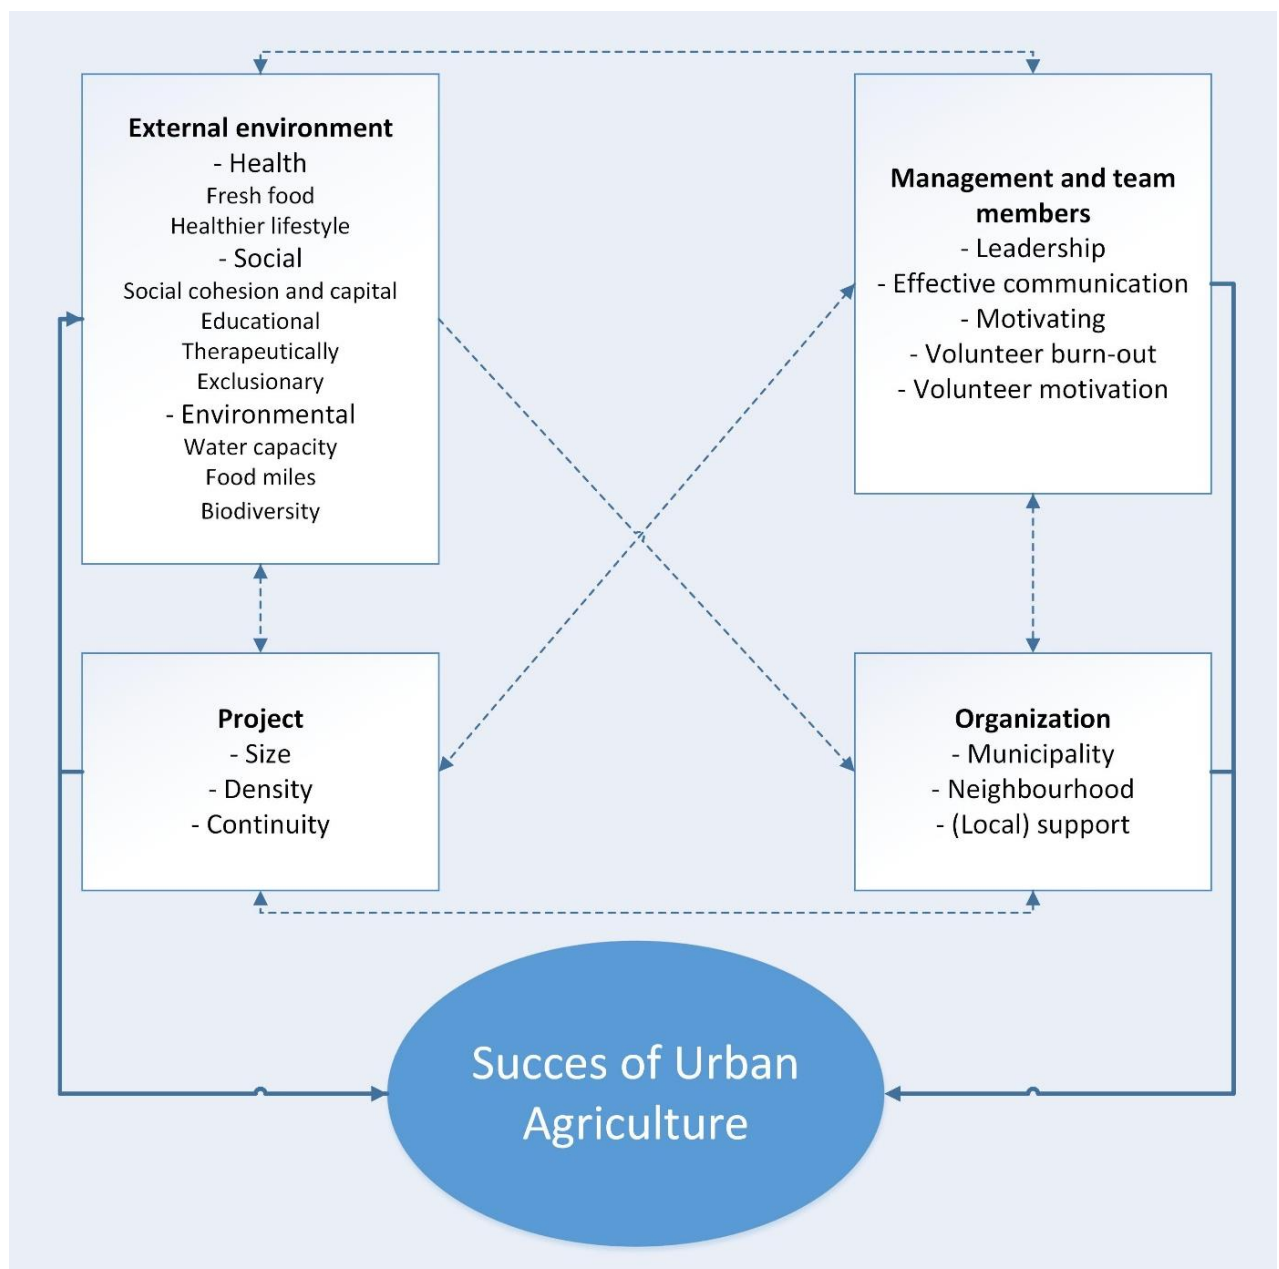 External environment
- Health
Fresh food
Healthier lifestyle
- Social
Social cohesion and capital
Educational
Therapeutically
Exclusionary
- Environmental
Water capacity
Food miles
Biodiversity
Management and team
members
- Leadership
- Effective communication
- Motivating
- Volunteer burn-out
- Volunteer motivation
Project
- Size
- Density
- Continuity
Organization
- Municipality
- Neighbourhood
- (Local) support
Succes of Urban
Agriculture